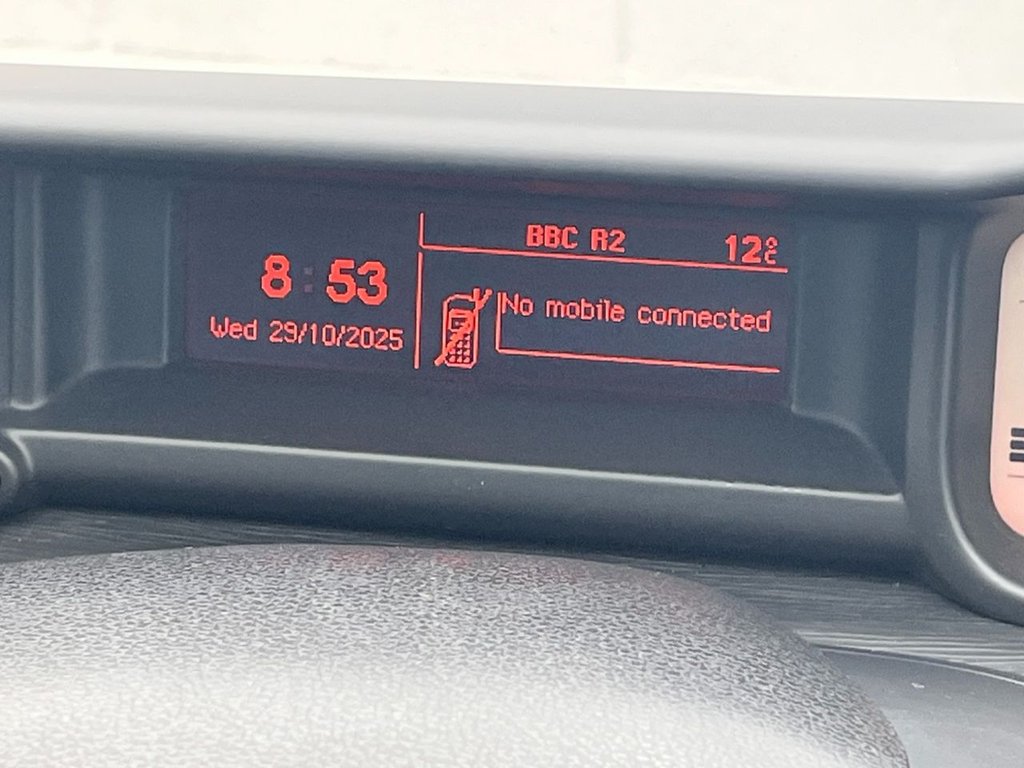 BBC R2 12°C
8:53
No mobile connected
Wed 29/10/2025